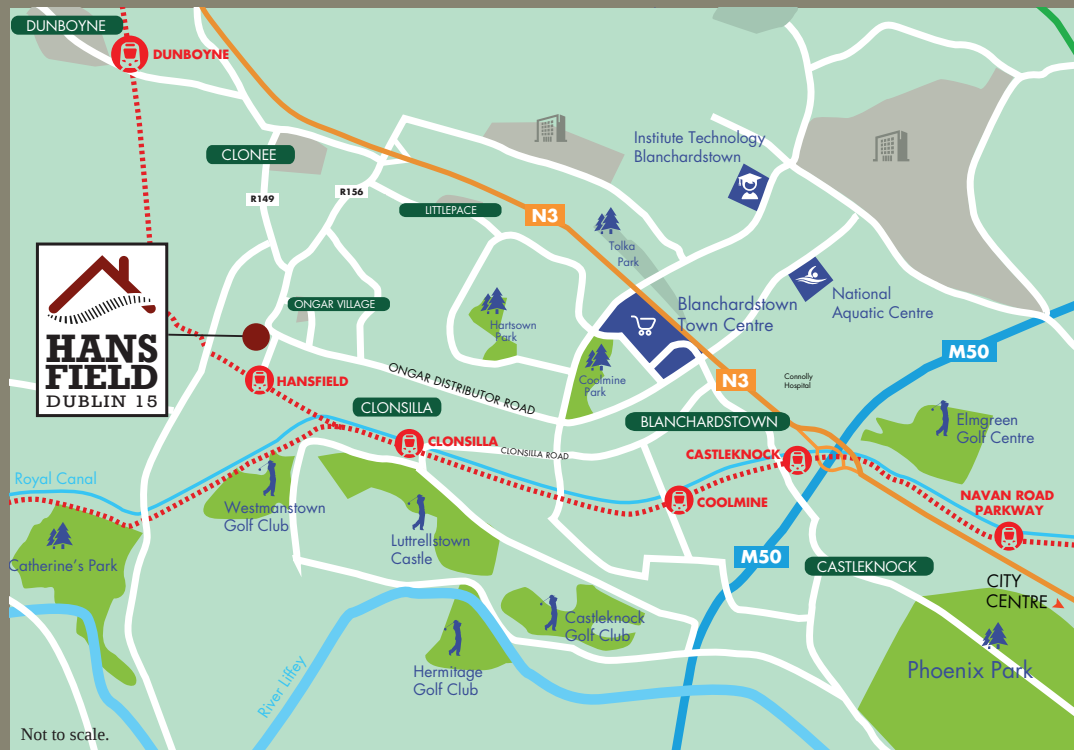 DUNBOYNE
DUNBOYNE
CLONEE
R149
R156
LITTLEPACE
N3
Institute Technology
Blanchardstown
Tolka
Park
National
Aquatic Centre
Blanchardstown
Town Centre
HANS
FIELD
DUBLIN 15
ONGAR VILLAGE
Hartsown
Park
Coolmine
Park
M50
N3
Connolly
Hospital
HANSFIELD
ONGAR DISTRIBUTOR ROAD
CLONSILLA
CLONSILLA
CLONSILLA ROAD
BLANCHARDSTOWN
CASTLEKNOCK
COOLMINE
Elmgreen
Golf Centre
NAVAN ROAD
PARKWAY
Royal Canal
Westmanstown
Golf Club
Luttrellstown
Castle
Catherine's Park
M50
CASTLEKNOCK
CITY
CENTRE
Castleknock
Golf Club
Hermitage
Golf Club
River Liffey
Phoenix Park
Not to scale.